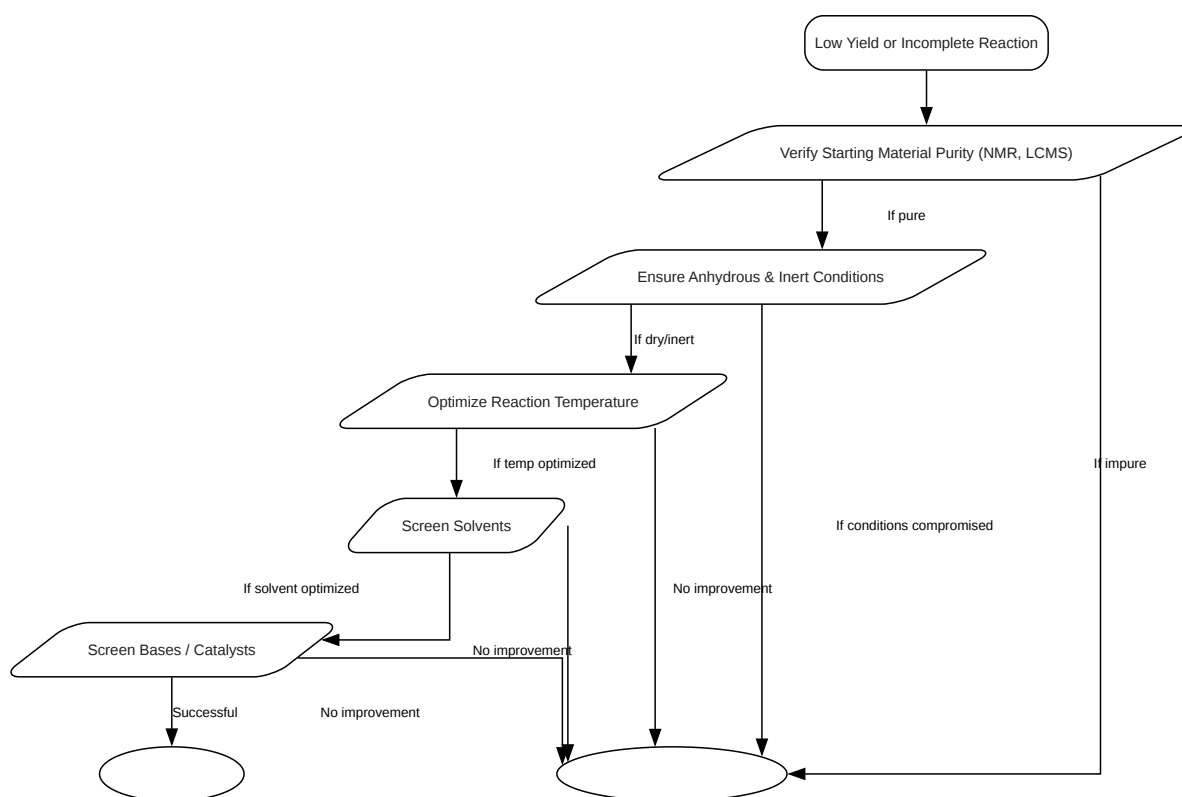 Low Yield or Incomplete Reaction
Verify Starting Material Purity (NMR, LCMS)
If pure
Ensure Anhydrous & Inert Conditions
If dry/inert
Optimize Reaction Temperature
If temp optimized
If impure
Screen Solvents
If conditions compromised
If solvent optimized
No improvement
Screen Bases / Catalysts
No improvement
Successful
No improvement